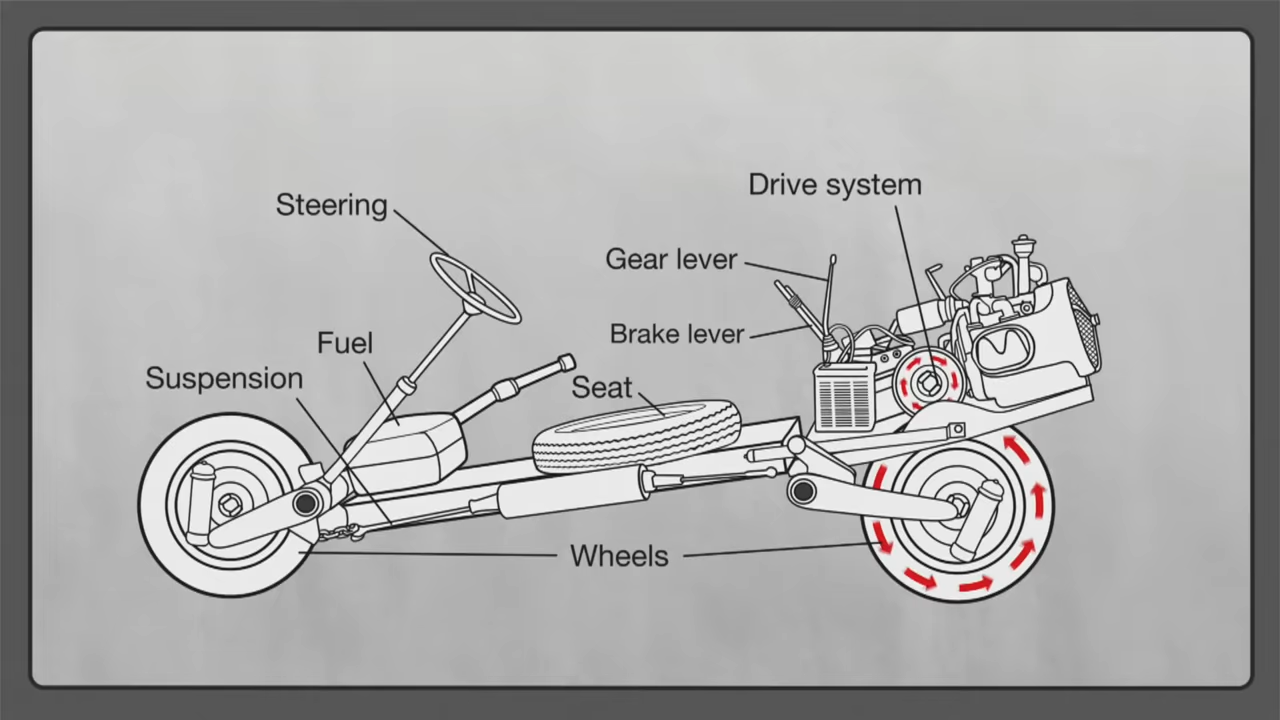 Drive system
Steering
Gear lever
Brake lever
Fuel
Suspension
Seat
Wheels